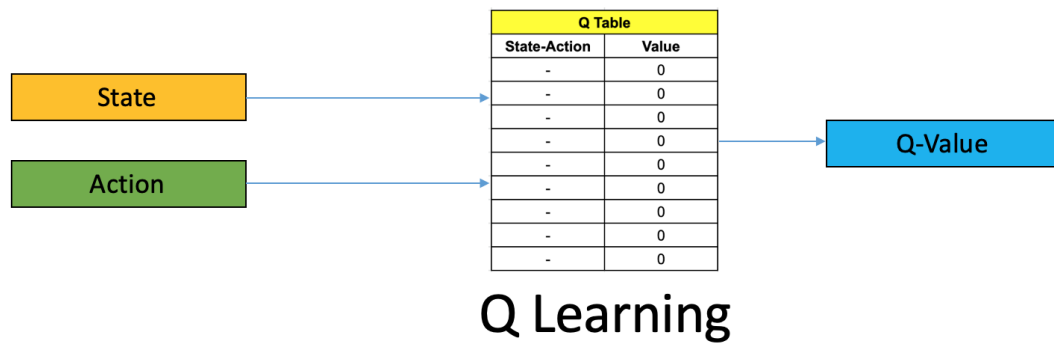 Q Table
State-Action Value
- 0
- 0
- 0
- 0
- 0
- 0
- 0
- 0
- 0
State
Action
Q-Value
Q Learning